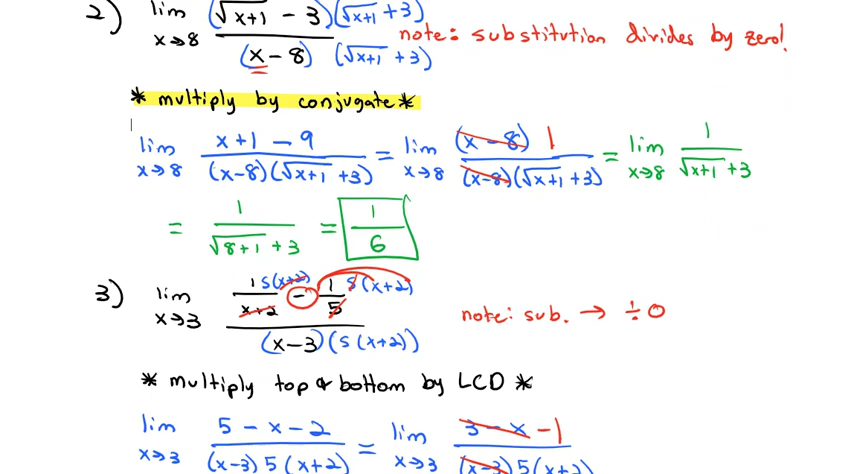 2) lim x→8 (√x+1 - 3)(√x+1 + 3) / (x - 8)(√x+1 + 3) note: substitution divides by zero!
* multiply by conjugate *
lim x→8 x+1 - 9 / (x-8)(√x+1 + 3) = lim x→8 (x-8) 1 / (x-8)(√x+1 + 3) = lim x→8 1 / √x+1 + 3
= 1 / √8+1 + 3 = 1/6
3) lim x→3 1/x+2 5(x+2) - 1/5 5(x+2) / (x-3)(5(x+2)) note: sub. → ÷0
* multiply top & bottom by LCD *
lim x→3 5 - x - 2 / (x-3) 5 (x+2) = lim x→3 3 - x -1 / (x-3) 5(x+2)